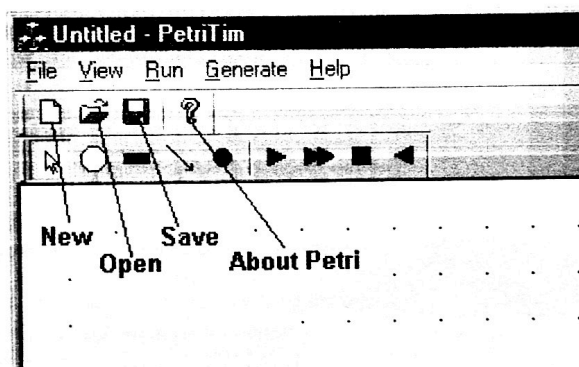 Untitled - PetriTim
File View Run Generate Help
New Save
Open About Petri